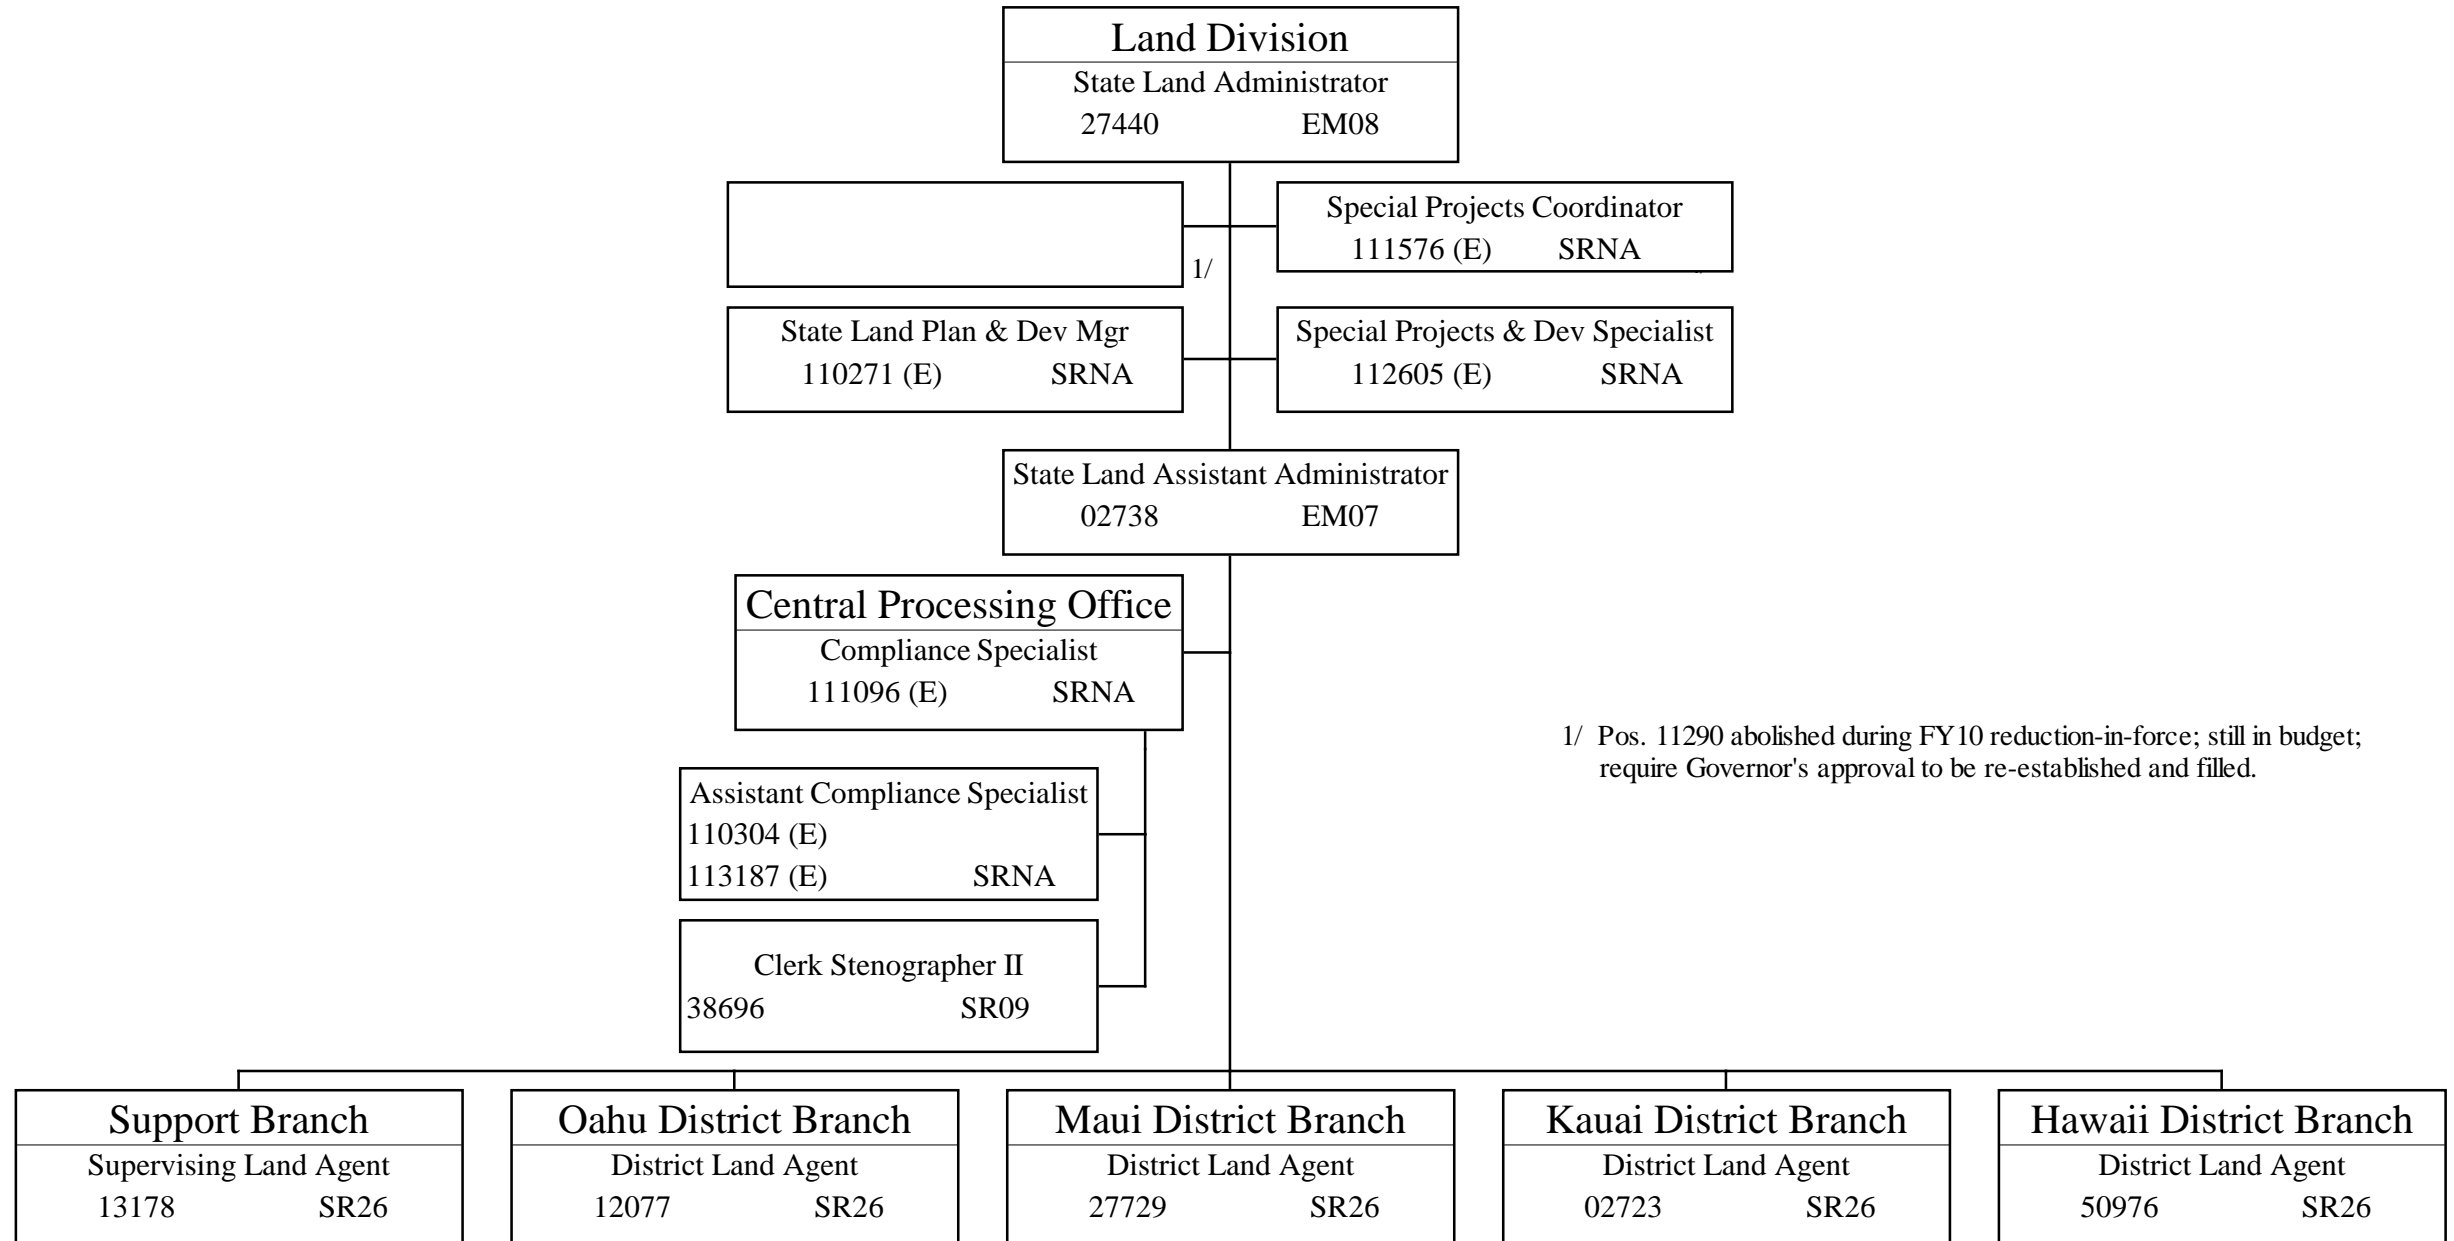 Land Division
State Land Administrator
27440 EM08
Special Projects Coordinator
111576 (E) SRNA
1/
State Land Plan & Dev Mgr
110271 (E) SRNA
Special Projects & Dev Specialist
112605 (E) SRNA
State Land Assistant Administrator
02738 EM07
Central Processing Office
Compliance Specialist
111096 (E) SRNA
1/ Pos. 11290 abolished during FY10 reduction-in-force; still in budget;
require Governor's approval to be re-established and filled.
Assistant Compliance Specialist
110304 (E)
113187 (E) SRNA
Clerk Stenographer II
38696 SR09
Support Branch
Supervising Land Agent
13178 SR26
Oahu District Branch
District Land Agent
12077 SR26
Maui District Branch
District Land Agent
27729 SR26
Kauai District Branch
District Land Agent
02723 SR26
Hawaii District Branch
District Land Agent
50976 SR26